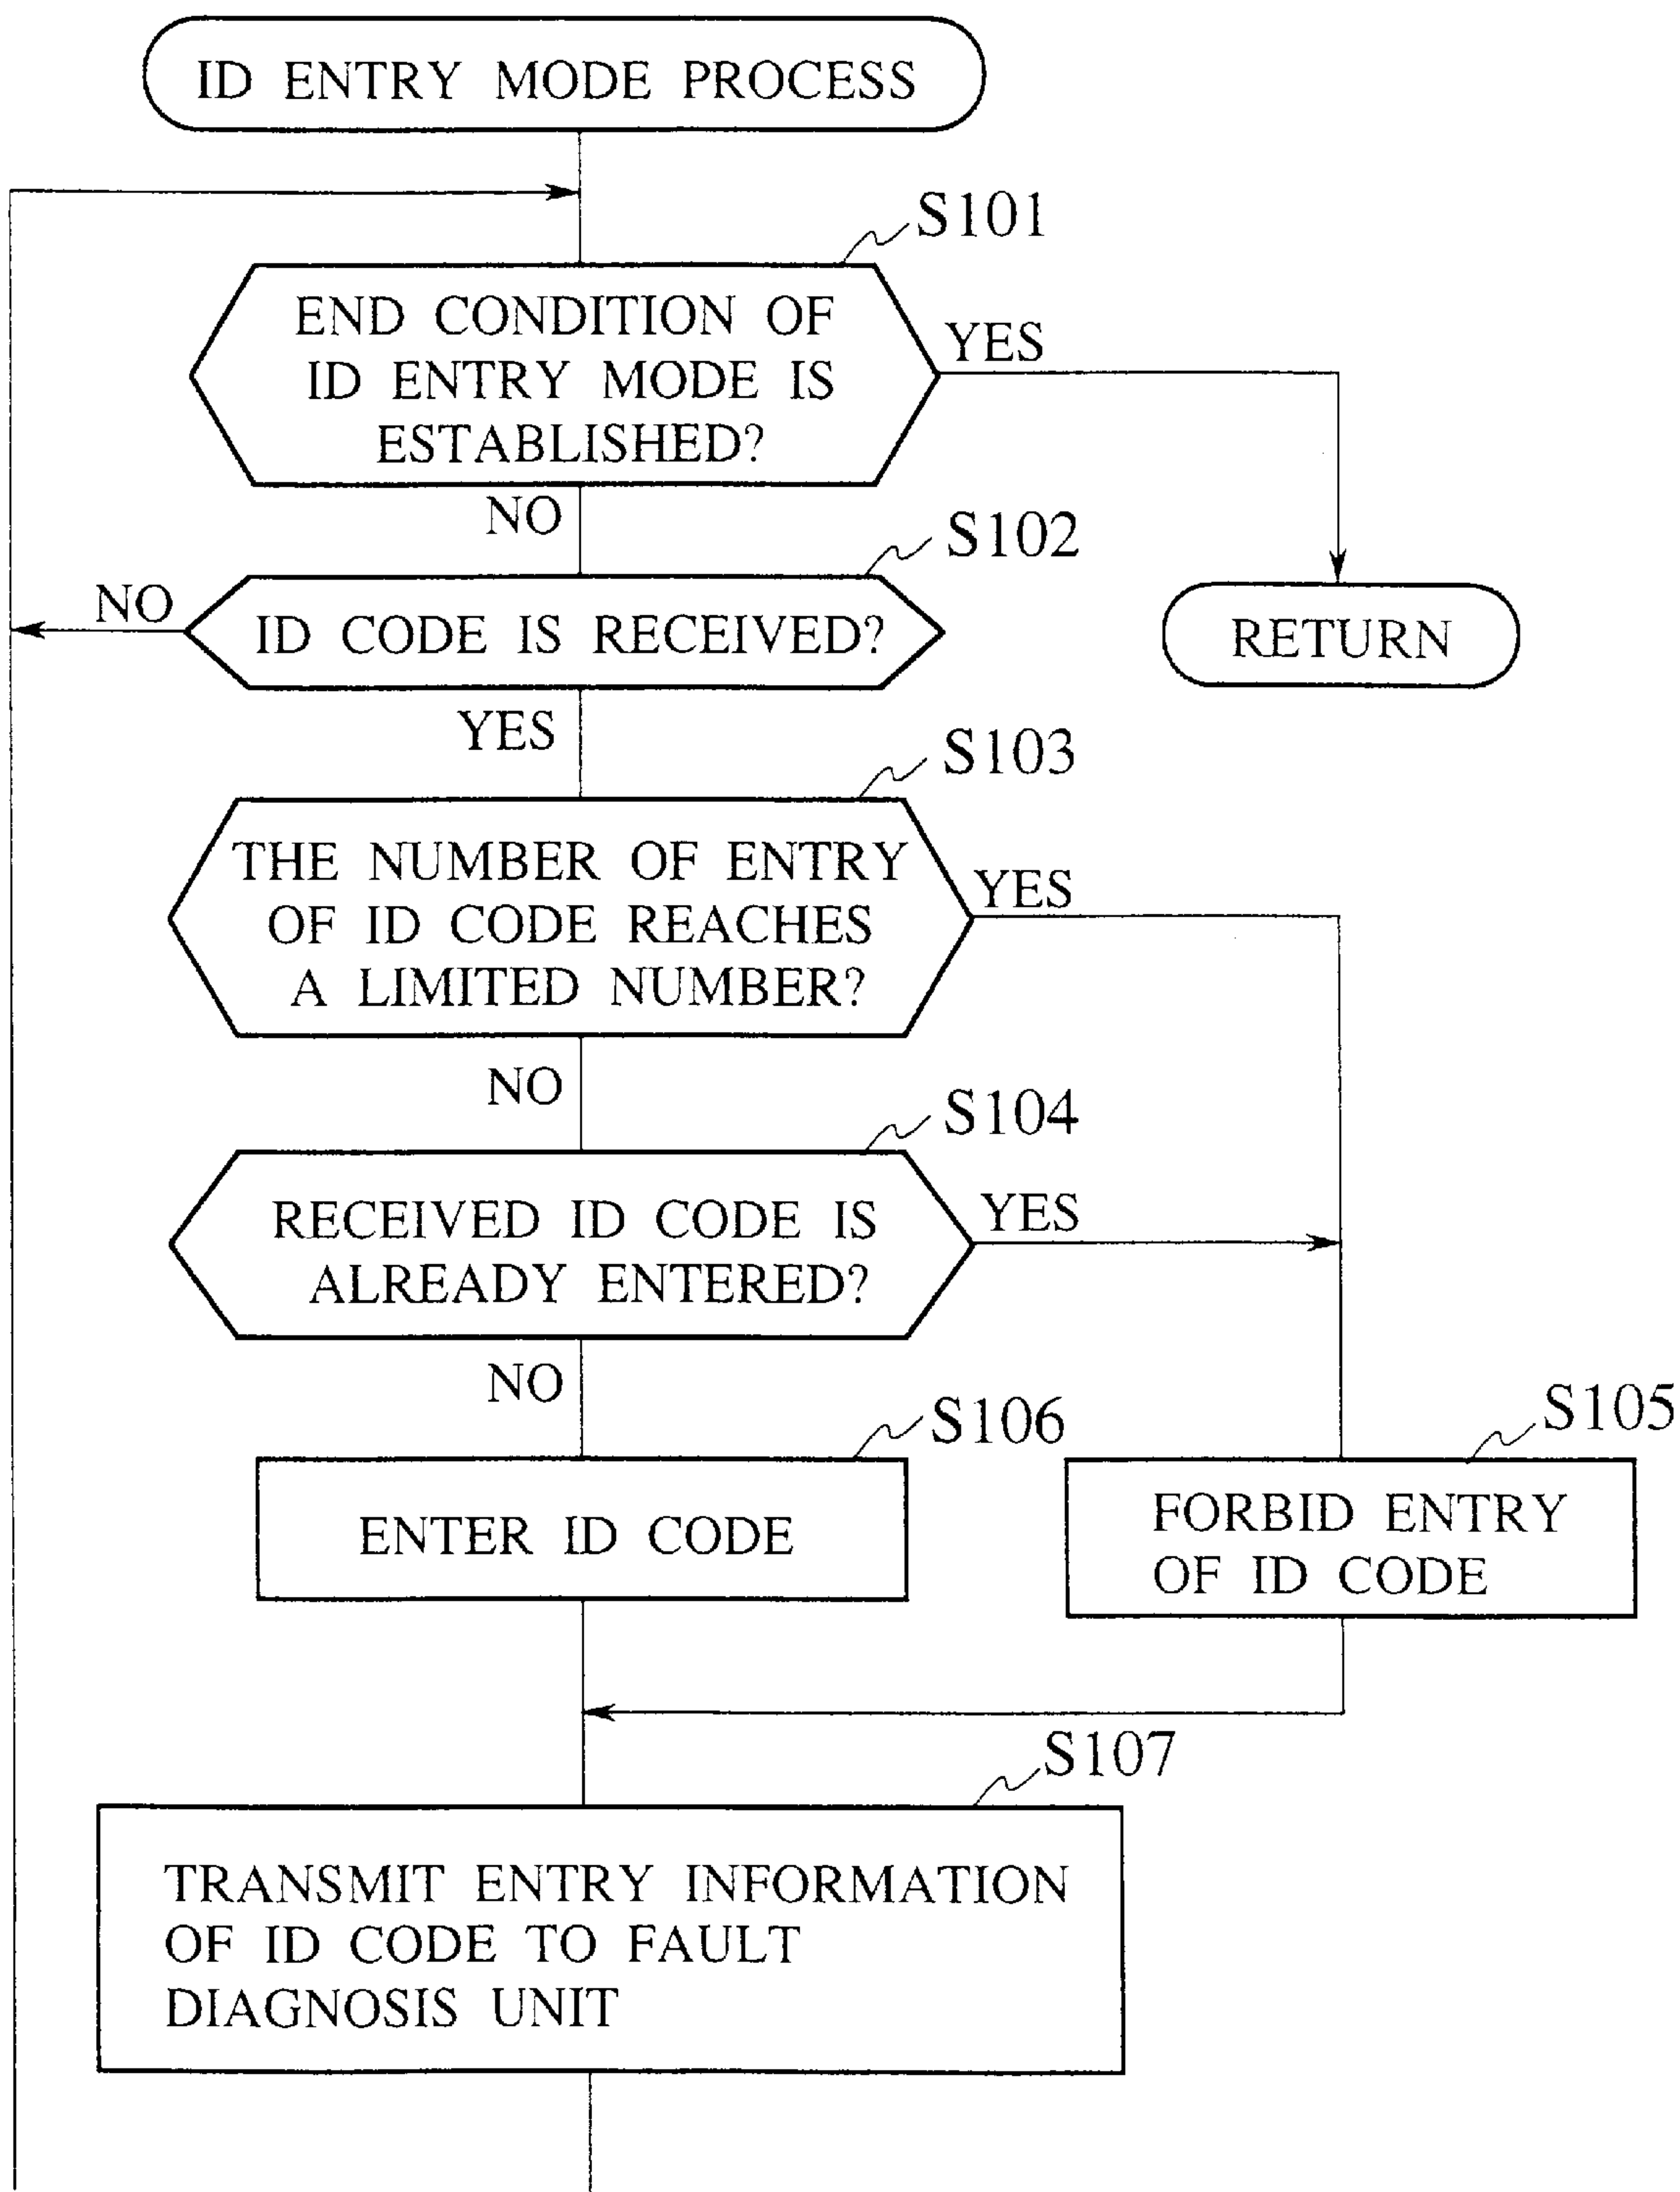 ID ENTRY MODE PROCESS
S101
END CONDITION OF
ID ENTRY MODE IS
ESTABLISHED?
YES
NO
S102
NO
ID CODE IS RECEIVED?
RETURN
YES
S103
THE NUMBER OF ENTRY
OF ID CODE REACHES
A LIMITED NUMBER?
YES
NO
S104
RECEIVED ID CODE IS
ALREADY ENTERED?
YES
NO
S106
S105
ENTER ID CODE
FORBID ENTRY
OF ID CODE
S107
TRANSMIT ENTRY INFORMATION
OF ID CODE TO FAULT
DIAGNOSIS UNIT